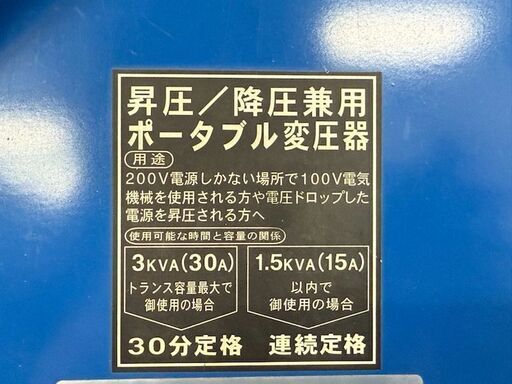 昇圧／降圧兼用
ポータブル変圧器
用途
200V電源しかない場所で100V電気
機械を使用される方や電圧ドロップした
電源を昇圧される方へ
使用可能な時間と容量の関係
3KVA(30A)
トランス容量最大で
御使用の場合
30分定格
1.5KVA(15A)
以内で
御使用の場合
連続定格